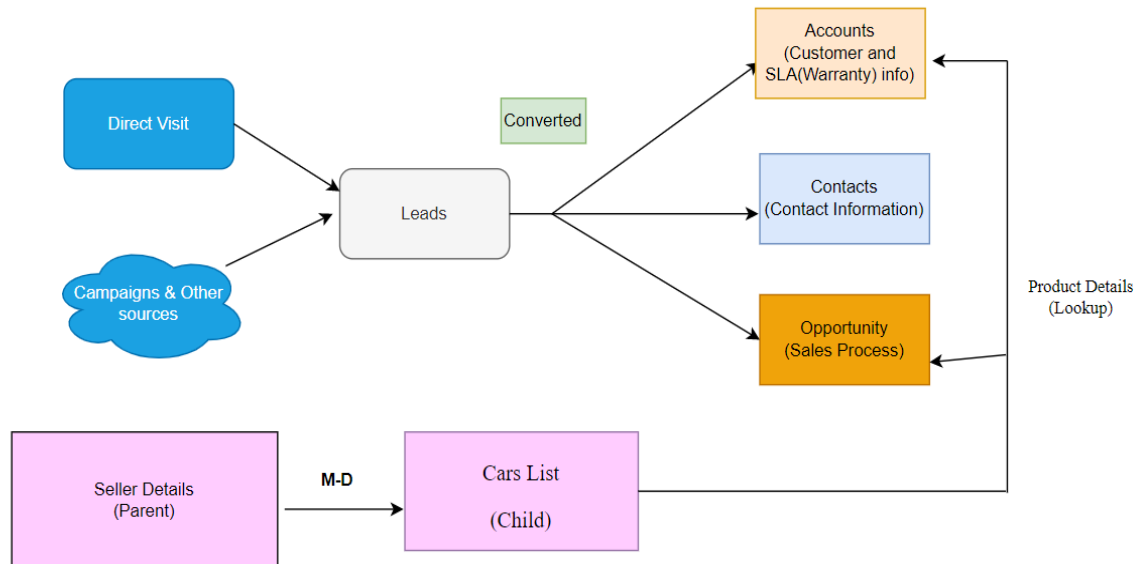 Accounts
(Customer and
SLA(Warranty) info)
Direct Visit
Converted
Leads
Contacts
(Contact Information)
Campaigns & Other
sources
Product Details
(Lookup)
Opportunity
(Sales Process)
Seller Details
(Parent)
M-D
Cars List
(Child)